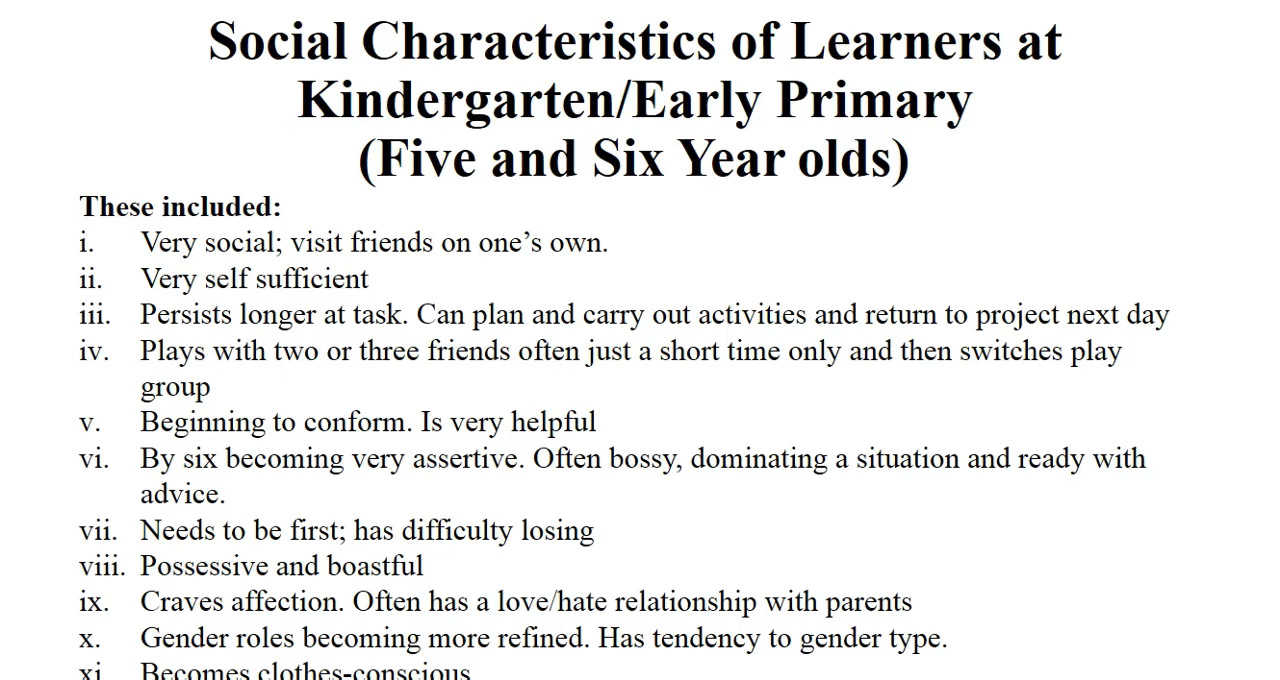 Social Characteristics of Learners at
Kindergarten/Early Primary
(Five and Six Year olds)
These included:
i. Very social; visit friends on one’s own.
ii. Very self sufficient
iii. Persists longer at task. Can plan and carry out activities and return to project next day
iv. Plays with two or three friends often just a short time only and then switches play
group
v. Beginning to conform. Is very helpful
vi. By six becoming very assertive. Often bossy, dominating a situation and ready with
advice.
vii. Needs to be first; has difficulty losing
viii. Possessive and boastful
ix. Craves affection. Often has a love/hate relationship with parents
x. Gender roles becoming more refined. Has tendency to gender type.
xi. Becomes clothes-conscious